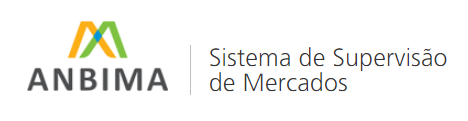 ANBIMA
Sistema de Supervisão
de Mercados